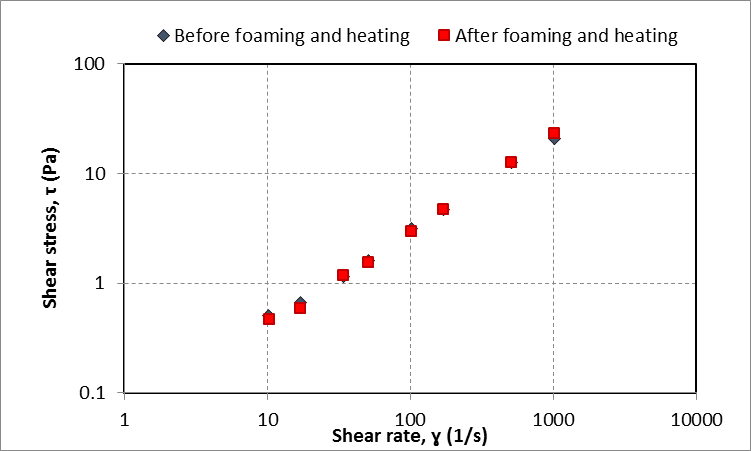 Before foaming and heating
After foaming and heating
100
10
1
0.1
Shear stress, τ (Pa)
1
10
100
1000
10000
Shear rate, ɣ (1/s)